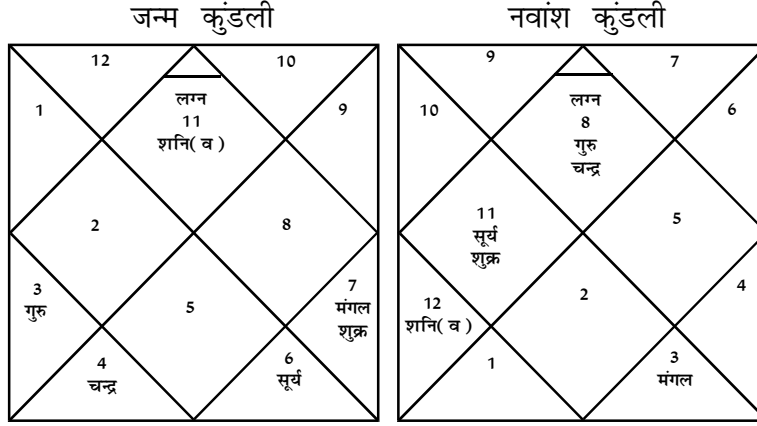 जन्म कुंडली
12
10
1
लग्न
11
शनि( व )
9
2
8
3
गुरु
5
7
मंगल
शुक्र
4
चन्द्र
6
सूर्य
नवांश कुंडली
9
7
10
लग्न
8
गुरु
चन्द्र
6
11
सूर्य
शुक्र
5
12
शनि( व )
2
4
1
3
मंगल